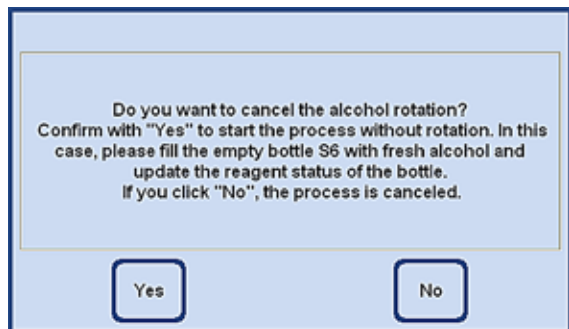 Do you want to cancel the alcohol rotation?
Confirm with "Yes" to start the process without rotation. In this
case, please fill the empty bottle S6 with fresh alcohol and
update the reagent status of the bottle.
If you click "No", the process is canceled.
Yes
No